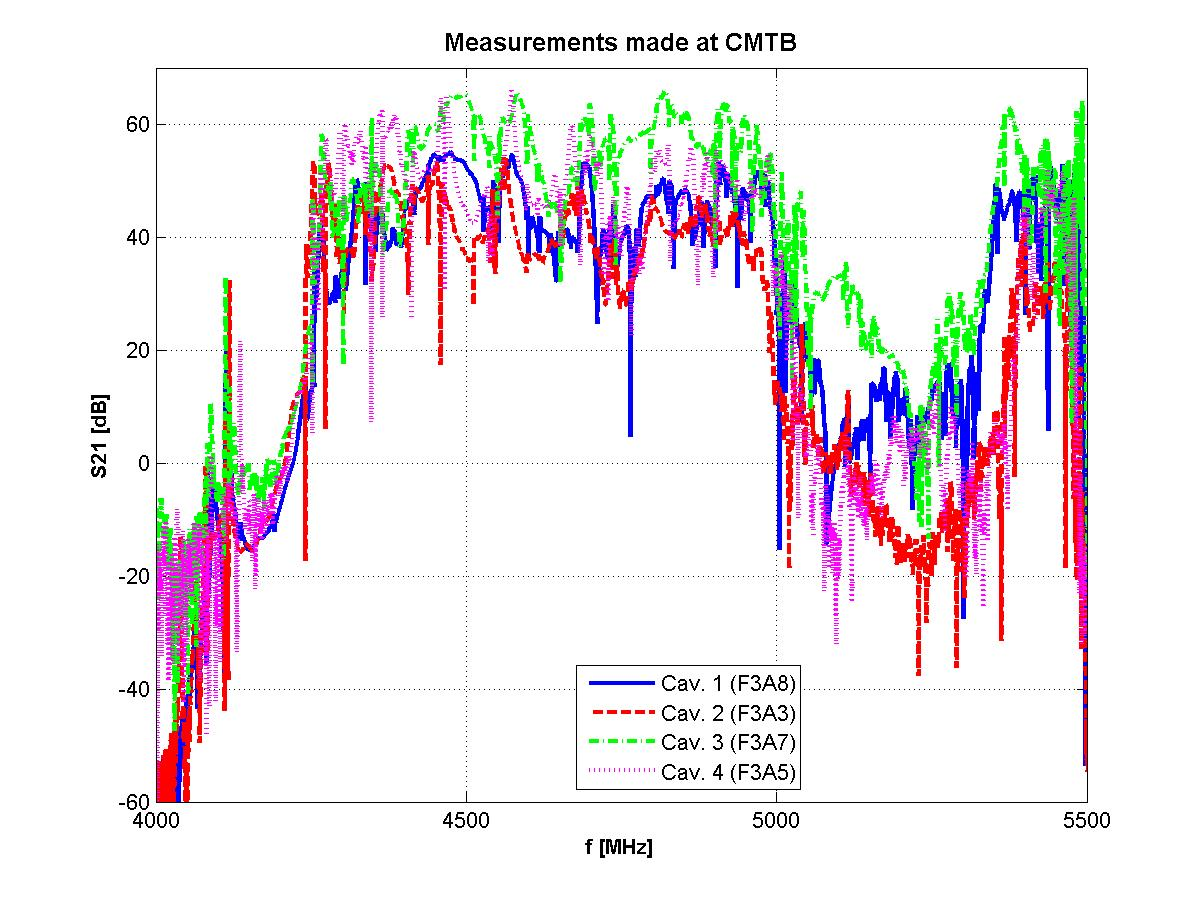 Measurements made at CMTB
60
40
20
0
-20
-40
-60
S21 [dB]
Cav. 1 (F3A8)
Cav. 2 (F3A3)
Cav. 3 (F3A7)
Cav. 4 (F3A5)
4000 4500 5000 5500
f [MHz]